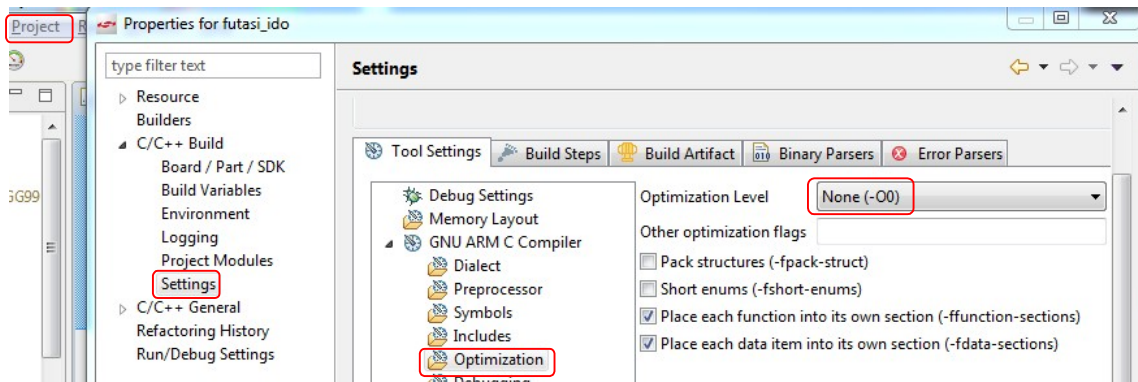 Project
Properties for futasi_ido
type filter text
Settings
Resource
Builders
C/C++ Build
Board / Part / SDK
Build Variables
Environment
Logging
Project Modules
Settings
C/C++ General
Refactoring History
Run/Debug Settings
GG99
Tool Settings
Build Steps
Build Artifact
Binary Parsers
Error Parsers
Debug Settings
Memory Layout
GNU ARM C Compiler
Dialect
Preprocessor
Symbols
Includes
Optimization
Debugging
Optimization Level
None (-O0)
Other optimization flags
Pack structures (-fpack-struct)
Short enums (-fshort-enums)
Place each function into its own section (-ffunction-sections)
Place each data item into its own section (-fdata-sections)